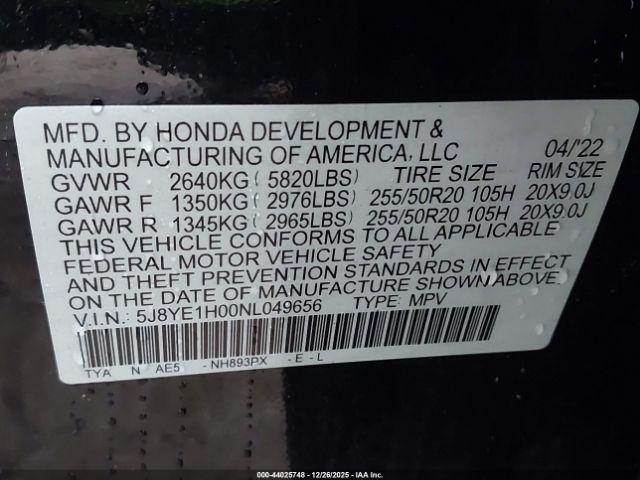 MFD. BY HONDA DEVELOPMENT &
MANUFACTURING OF AMERICA, LLC 04/'22
GVWR 2640KG ( 5820LBS) TIRE SIZE RIM SIZE
GAWR F 1350KG ( 2976LBS) 255/50R20 105H 20X9.0J
GAWR R 1345KG ( 2965LBS) 255/50R20 105H 20X9.0J
THIS VEHICLE CONFORMS TO ALL APPLICABLE
FEDERAL MOTOR VEHICLE SAFETY
AND THEFT PREVENTION STANDARDS IN EFFECT
ON THE DATE OF MANUFACTURE SHOWN ABOVE.
V.I.N.: 5J8YE1H00NL049656 TYPE: MPV
TYA N AE5 - NH893PX - E - L
000-44025748 - 12/26/2025 - IAA Inc.